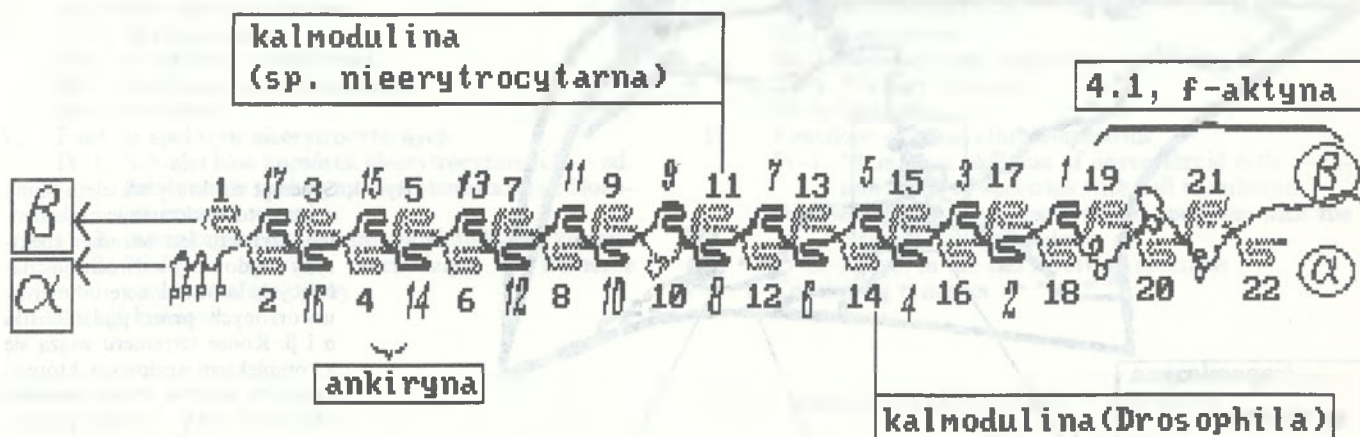 kalmodulina
(sp. nieerytrocytarna)
4.1, f-aktyna
17 15 13 11 9 7 5 3 1
1 3 5 7 9 11 13 15 17 19 21
β
β
α
α
p p p
2 4 6 8 10 12 14 16 18 20 22
16 14 12 10 8 6 4 2
ankiryna
kalmodulina(Drosophila)